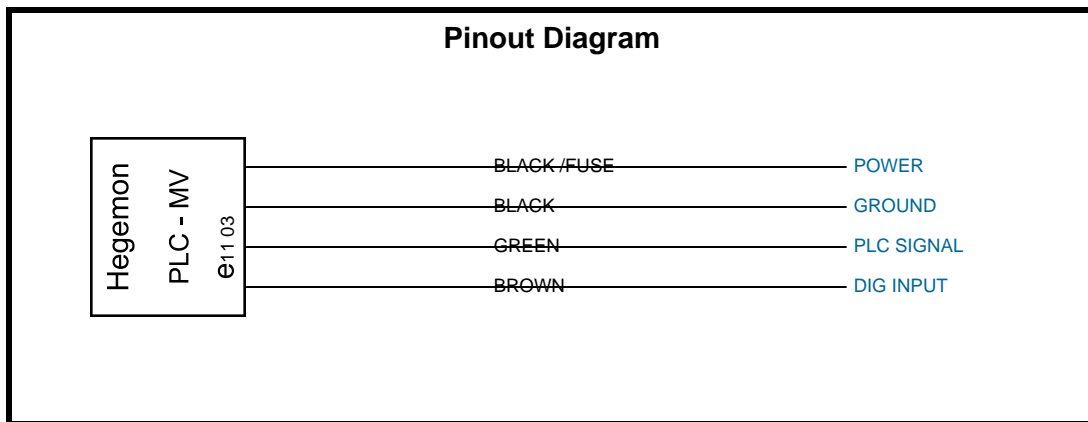 Pinout Diagram
Hegemon
PLC - MV
e11 03
BLACK /FUSE
POWER
BLACK
GROUND
GREEN
PLC SIGNAL
BROWN
DIG INPUT